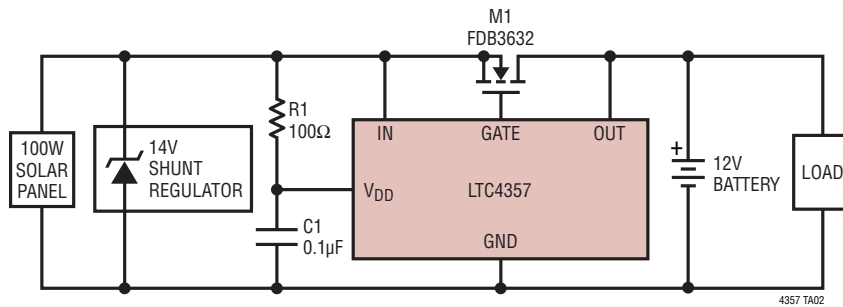 M1
FDB3632
R1
100Ω
IN
GATE
OUT
100W
SOLAR
PANEL
14V
SHUNT
REGULATOR
VDD
LTC4357
+
12V
BATTERY
LOAD
C1
0.1µF
GND
4357 TA02